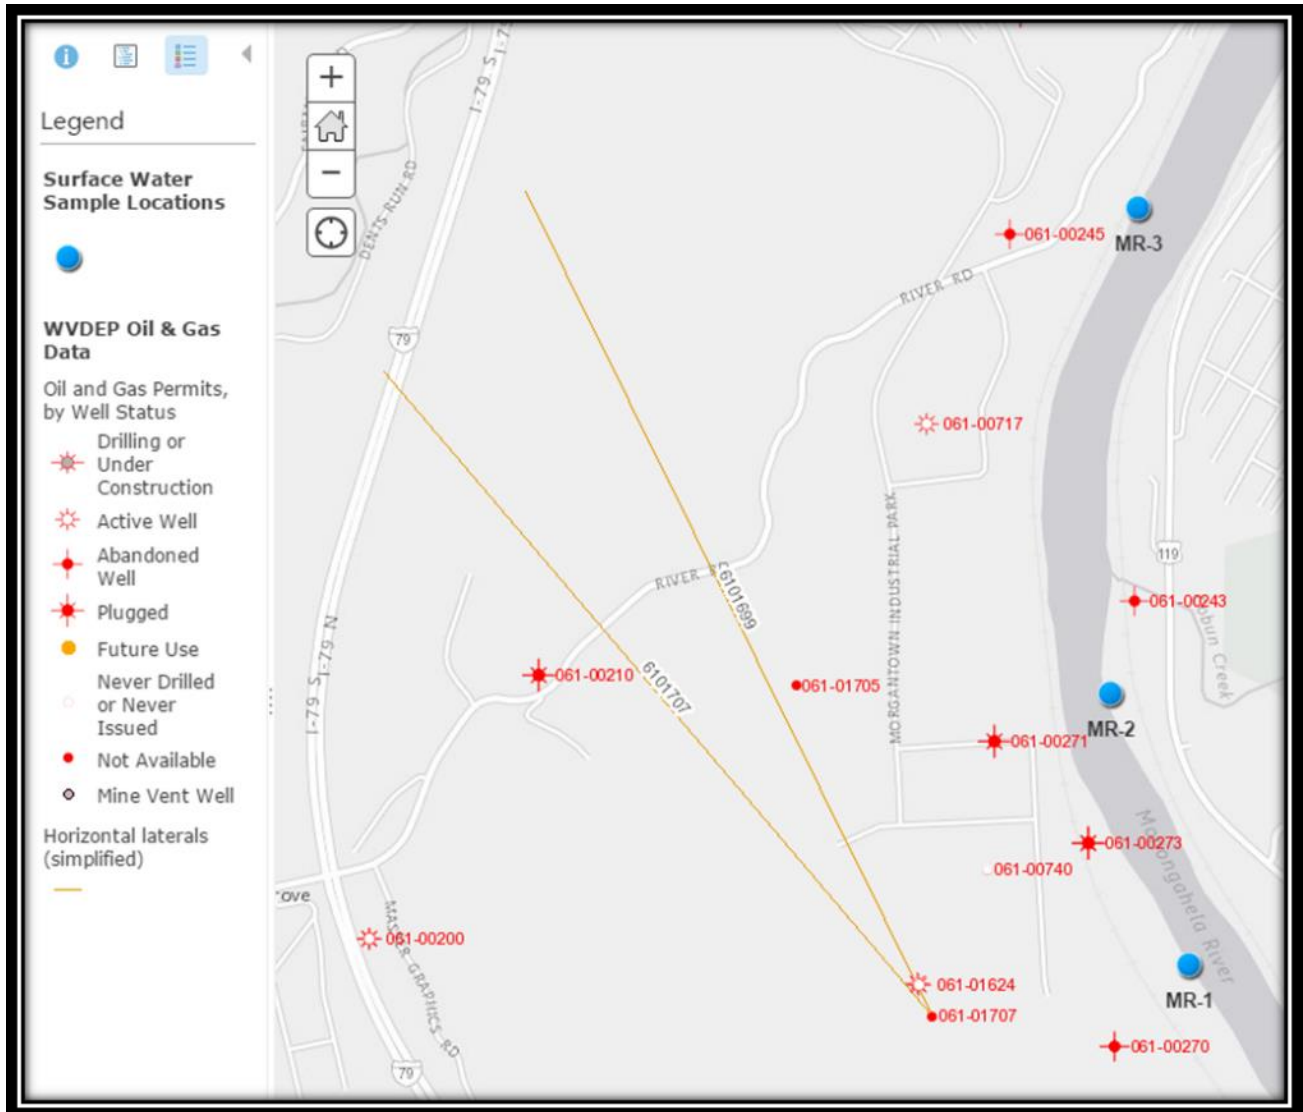 Legend
Surface Water
Sample Locations
WVDEP Oil & Gas
Data
Oil and Gas Permits,
by Well Status
Drilling or
Under
Construction
Active Well
Abandoned
Well
Plugged
Future Use
Never Drilled
or Never
Issued
Not Available
Mine Vent Well
Horizontal laterals
(simplified)
I-79 S
DENTS RUN RD
79
061-00245
MR-3
RIVER RD
061-00717
MORGANTOWN INDUSTRIAL PARK
119
RIVER
6101699
061-00243
I-79 S
I-79 N
061-00210
6101707
061-01705
MR-2
061-00271
061-00273
Monongahela River
061-00740
061-00200
MASTER GRAPHICS RD
061-01624
MR-1
061-01707
061-00270
79